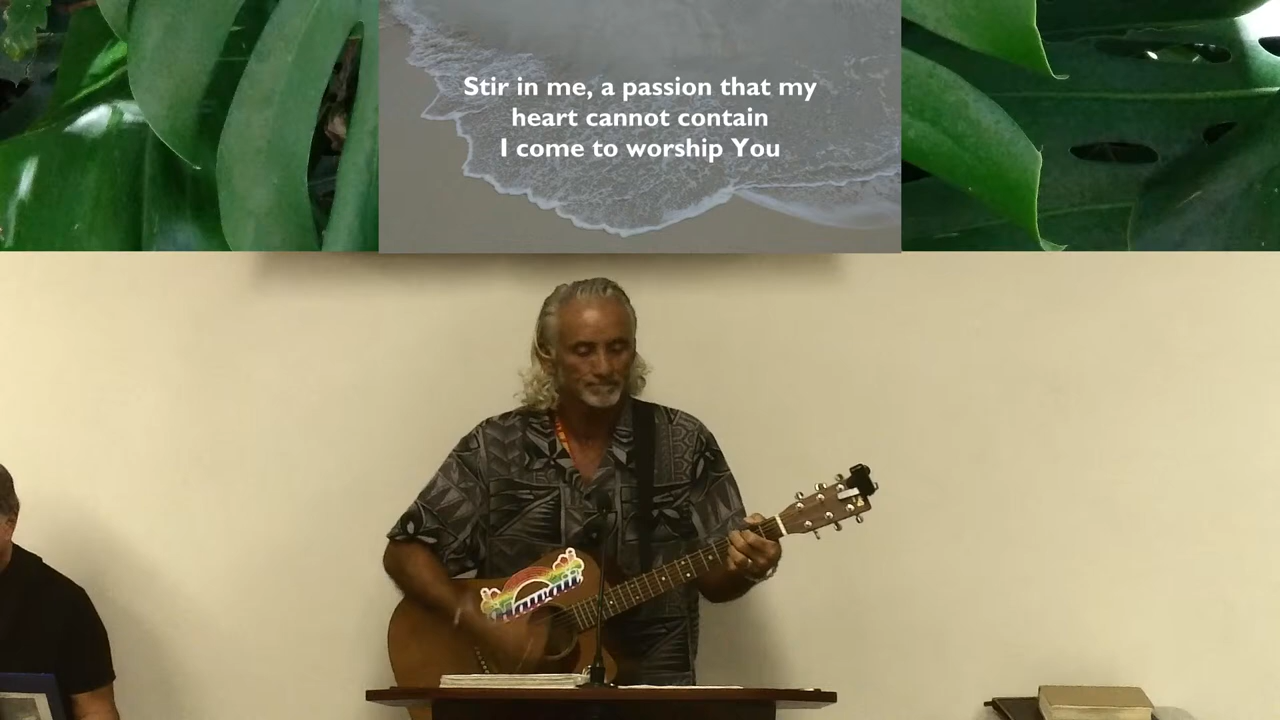 Stir in me, a passion that my
heart cannot contain
I come to worship You
Hawaii